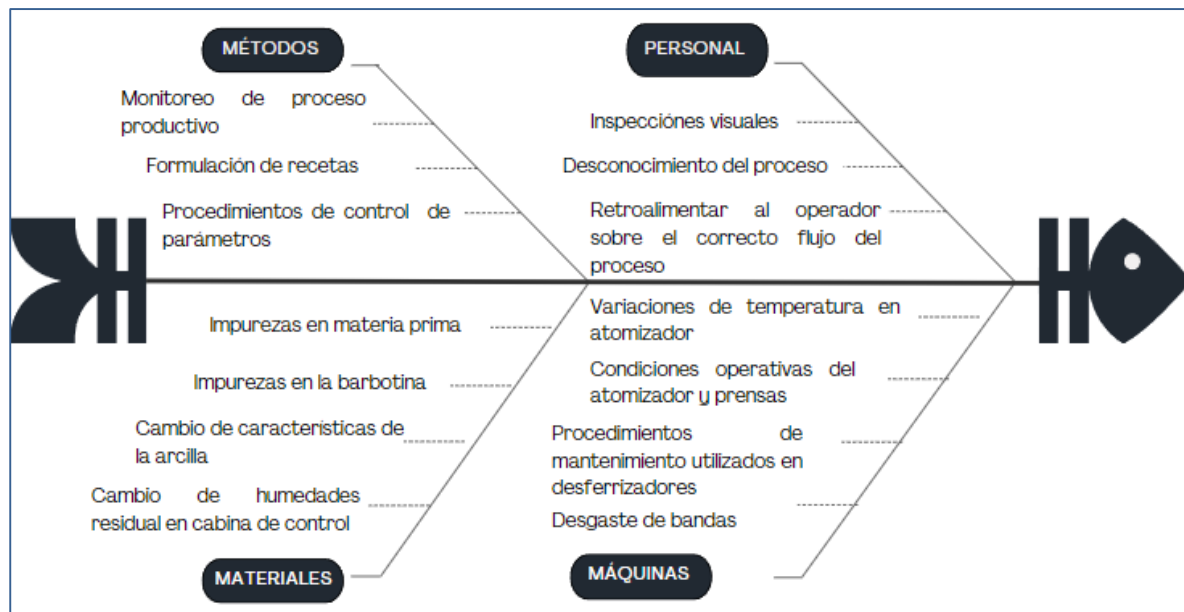 MÉTODOS
Monitoreo de proceso
productivo
Formulación de recetas
Procedimientos de control de
parámetros
PERSONAL
Inspecciónes visuales
Desconocimiento del proceso
Retroalimentar al operador
sobre el correcto flujo del
proceso
Impurezas en materia prima
Impurezas en la barbotina
Cambio de características de
la arcilla
Cambio de humedades
residual en cabina de control
MATERIALES
Variaciones de temperatura en
atomizador
Condiciones operativas del
atomizador y prensas
Procedimientos de
mantenimiento utilizados en
desferrizadores
Desgaste de bandas
MÁQUINAS